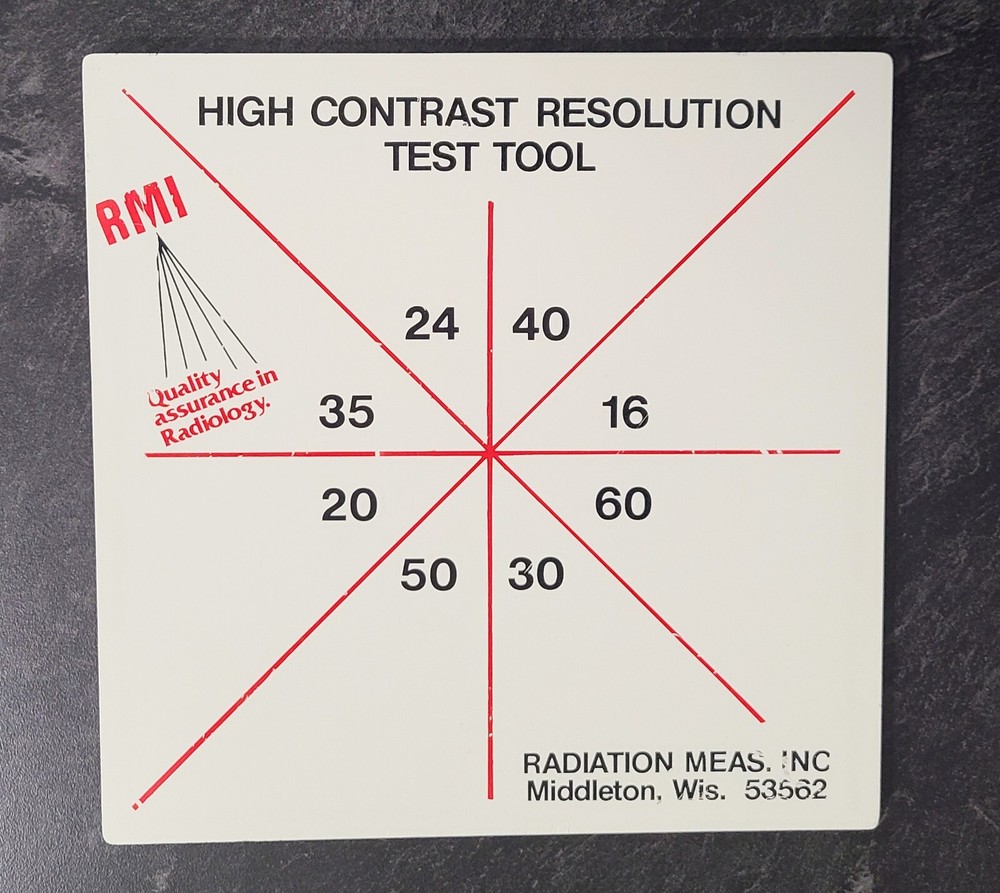 HIGH CONTRAST RESOLUTION
TEST TOOL
RMI
Quality
assurance in
Radiology.
24 40
35 16
20 60
50 30
RADIATION MEAS. INC
Middleton, Wis. 53562